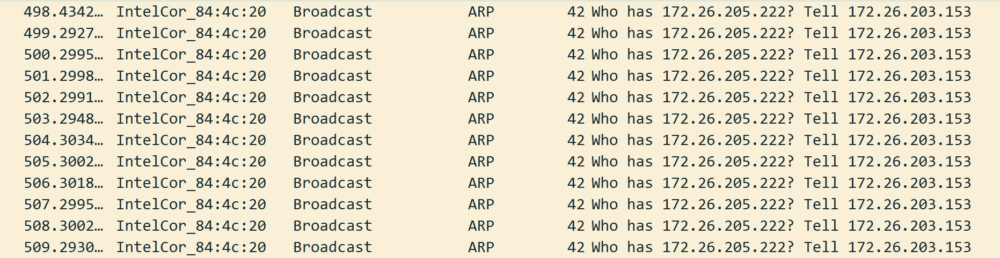 498.4342… IntelCor_84:4c:20 Broadcast ARP 42 Who has 172.26.205.222? Tell 172.26.203.153
499.2927… IntelCor_84:4c:20 Broadcast ARP 42 Who has 172.26.205.222? Tell 172.26.203.153
500.2995… IntelCor_84:4c:20 Broadcast ARP 42 Who has 172.26.205.222? Tell 172.26.203.153
501.2998… IntelCor_84:4c:20 Broadcast ARP 42 Who has 172.26.205.222? Tell 172.26.203.153
502.2991… IntelCor_84:4c:20 Broadcast ARP 42 Who has 172.26.205.222? Tell 172.26.203.153
503.2948… IntelCor_84:4c:20 Broadcast ARP 42 Who has 172.26.205.222? Tell 172.26.203.153
504.3034… IntelCor_84:4c:20 Broadcast ARP 42 Who has 172.26.205.222? Tell 172.26.203.153
505.3002… IntelCor_84:4c:20 Broadcast ARP 42 Who has 172.26.205.222? Tell 172.26.203.153
506.3018… IntelCor_84:4c:20 Broadcast ARP 42 Who has 172.26.205.222? Tell 172.26.203.153
507.2995… IntelCor_84:4c:20 Broadcast ARP 42 Who has 172.26.205.222? Tell 172.26.203.153
508.3002… IntelCor_84:4c:20 Broadcast ARP 42 Who has 172.26.205.222? Tell 172.26.203.153
509.2930… IntelCor_84:4c:20 Broadcast ARP 42 Who has 172.26.205.222? Tell 172.26.203.153